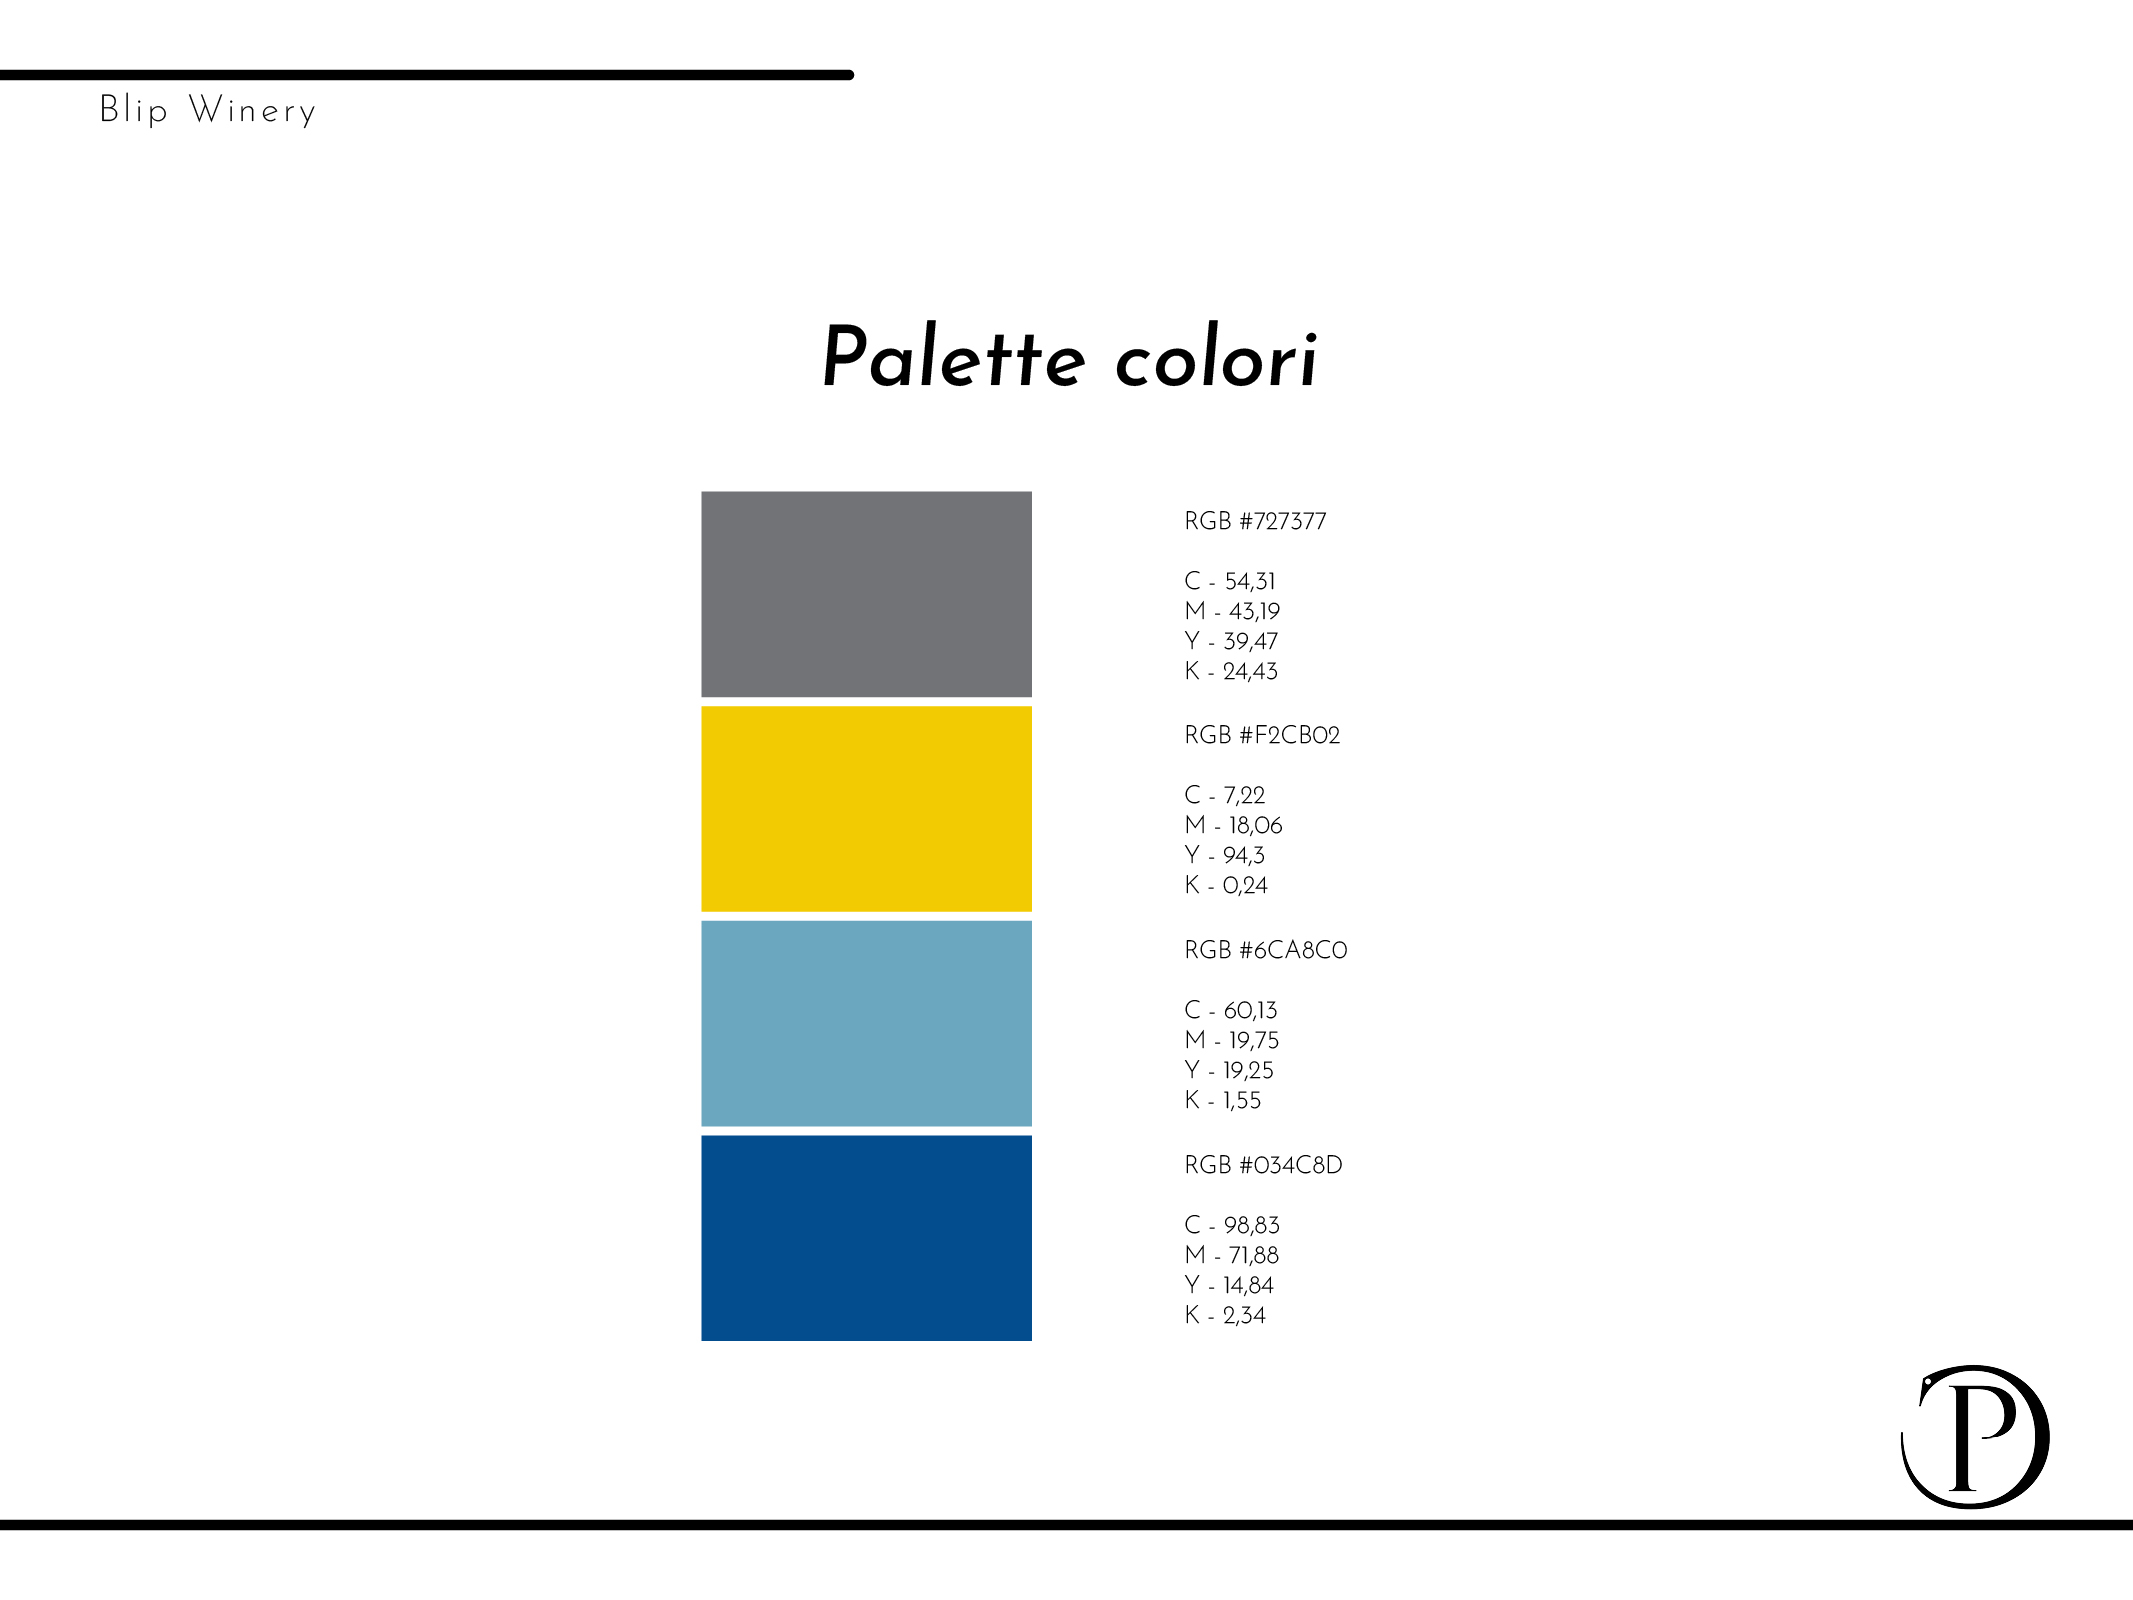 Blip Winery
Palette colori
RGB #727377
C - 54,31
M - 43,19
Y - 39,47
K - 24,43
RGB #F2CB02
C - 7,22
M - 18,06
Y - 94,3
K - 0,24
RGB #6CA8C0
C - 60,13
M - 19,75
Y - 19,25
K - 1,55
RGB #034C8D
C - 98,83
M - 71,88
Y - 14,84
K - 2,34
P